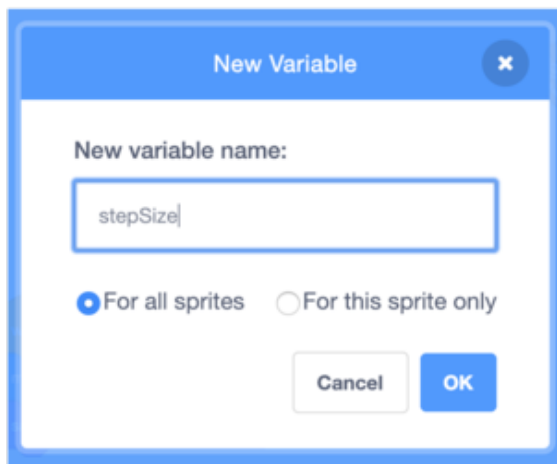 New Variable
New variable name:
stepSize
For all sprites For this sprite only
Cancel OK